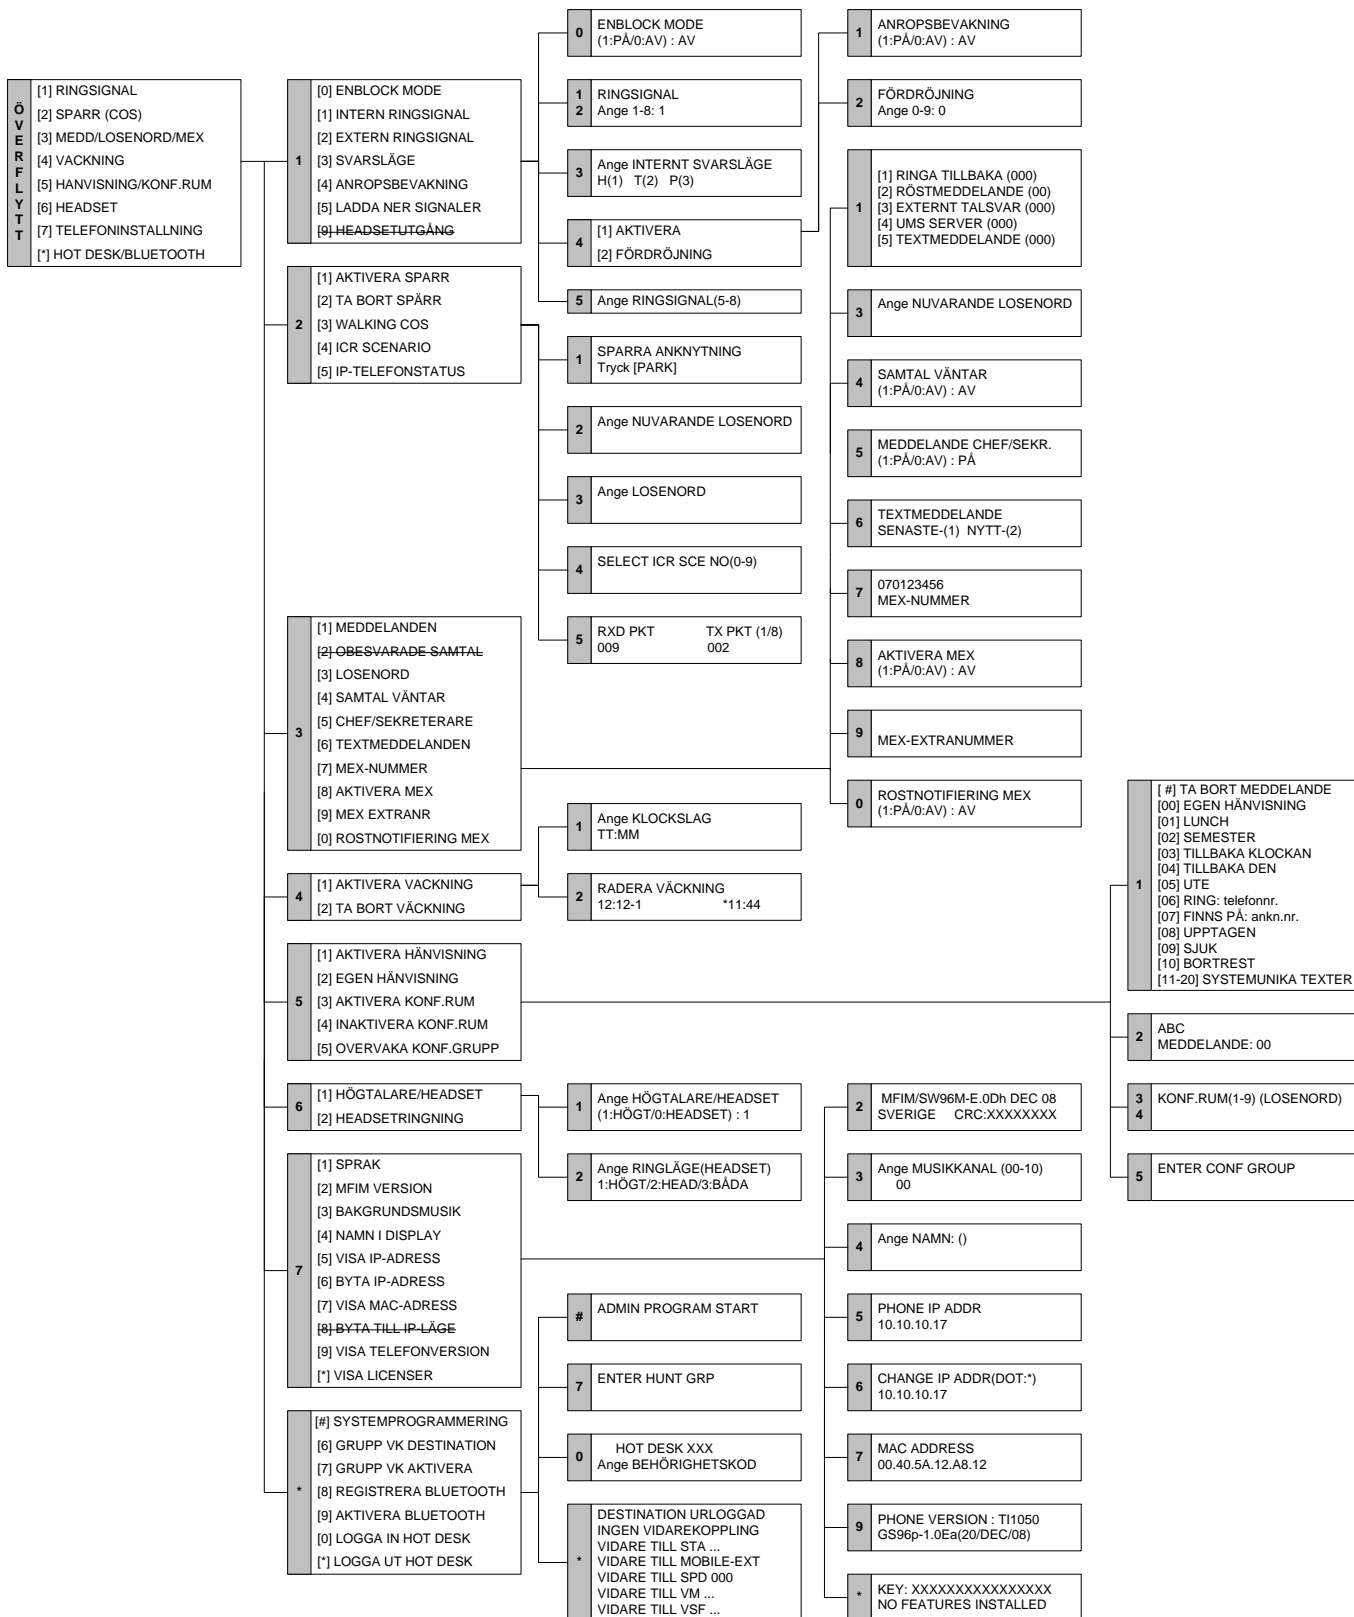 ÖVERFLYTT
[1] RINGSIGNAL
[2] SPARR (COS)
[3] MEDD/LOSENORD/MEX
[4] VACKNING
[5] HANVISNING/KONF.RUM
[6] HEADSET
[7] TELEFONINSTALLNING
[*] HOT DESK/BLUETOOTH
1
[0] ENBLOCK MODE
[1] INTERN RINGSIGNAL
[2] EXTERN RINGSIGNAL
[3] SVARSLÄGE
[4] ANROPSBEVAKNING
[5] LADDA NER SIGNALER
[9] HEADSETUTGÅNG
0
ENBLOCK MODE
(1:PÅ/0:AV) : AV
1
2
RINGSIGNAL
Ange 1-8: 1
3
Ange INTERNT SVARSLÄGE
H(1) T(2) P(3)
4
[1] AKTIVERA
[2] FÖRDRÖJNING
5
Ange RINGSIGNAL(5-8)
1
ANROPSBEVAKNING
(1:PÅ/0:AV) : AV
2
FÖRDRÖJNING
Ange 0-9: 0
2
[1] AKTIVERA SPARR
[2] TA BORT SPÄRR
[3] WALKING COS
[4] ICR SCENARIO
[5] IP-TELEFONSTATUS
1
SPARRA ANKNYTNING
Tryck [PARK]
2
Ange NUVARANDE LOSENORD
3
Ange LOSENORD
4
SELECT ICR SCE NO(0-9)
5
RXD PKT TX PKT (1/8)
009 002
3
[1] MEDDELANDEN
[2] OBESVARADE SAMTAL
[3] LOSENORD
[4] SAMTAL VÄNTAR
[5] CHEF/SEKRETERARE
[6] TEXTMEDDELANDEN
[7] MEX-NUMMER
[8] AKTIVERA MEX
[9] MEX EXTRANR
[0] ROSTNOTIFIERING MEX
1
[1] RINGA TILLBAKA (000)
[2] RÖSTMEDDELANDE (00)
[3] EXTERNT TALSVAR (000)
[4] UMS SERVER (000)
[5] TEXTMEDDELANDE (000)
3
Ange NUVARANDE LOSENORD
4
SAMTAL VÄNTAR
(1:PÅ/0:AV) : AV
5
MEDDELANDE CHEF/SEKR.
(1:PÅ/0:AV) : PÅ
6
TEXTMEDDELANDE
SENASTE-(1) NYTT-(2)
7
070123456
MEX-NUMMER
8
AKTIVERA MEX
(1:PÅ/0:AV) : AV
9
MEX-EXTRANUMMER
0
ROSTNOTIFIERING MEX
(1:PÅ/0:AV) : AV
4
[1] AKTIVERA VACKNING
[2] TA BORT VÄCKNING
1
Ange KLOCKSLAG
TT:MM
2
RADERA VÄCKNING
12:12-1 *11:44
5
[1] AKTIVERA HÄNVISNING
[2] EGEN HÄNVISNING
[3] AKTIVERA KONF.RUM
[4] INAKTIVERA KONF.RUM
[5] OVERVAKA KONF.GRUPP
1
[ #] TA BORT MEDDELANDE
[00] EGEN HÄNVISNING
[01] LUNCH
[02] SEMESTER
[03] TILLBAKA KLOCKAN
[04] TILLBAKA DEN
[05] UTE
[06] RING: telefonnr.
[07] FINNS PÅ: ankn.nr.
[08] UPPTAGEN
[09] SJUK
[10] BORTREST
[11-20] SYSTEMUNIKA TEXTER
2
ABC
MEDDELANDE: 00
3
4
KONF.RUM(1-9) (LOSENORD)
5
ENTER CONF GROUP
6
[1] HÖGTALARE/HEADSET
[2] HEADSETRINGNING
1
Ange HÖGTALARE/HEADSET
(1:HÖGT/0:HEADSET) : 1
2
Ange RINGLÄGE(HEADSET)
1:HÖGT/2:HEAD/3:BÅDA
7
[1] SPRAK
[2] MFIM VERSION
[3] BAKGRUNDSMUSIK
[4] NAMN I DISPLAY
[5] VISA IP-ADRESS
[6] BYTA IP-ADRESS
[7] VISA MAC-ADRESS
[8] BYTA TILL IP-LÄGE
[9] VISA TELEFONVERSION
[*] VISA LICENSER
2
MFIM/SW96M-E.0Dh DEC 08
SVERIGE CRC:XXXXXXXX
3
Ange MUSIKKANAL (00-10)
00
4
Ange NAMN: ()
5
PHONE IP ADDR
10.10.10.17
6
CHANGE IP ADDR(DOT:*)
10.10.10.17
7
MAC ADDRESS
00.40.5A.12.A8.12
9
PHONE VERSION : TI1050
GS96p-1.0Ea(20/DEC/08)
*
KEY: XXXXXXXXXXXXXXXX
NO FEATURES INSTALLED
*
[#] SYSTEMPROGRAMMERING
[6] GRUPP VK DESTINATION
[7] GRUPP VK AKTIVERA
[8] REGISTRERA BLUETOOTH
[9] AKTIVERA BLUETOOTH
[0] LOGGA IN HOT DESK
[*] LOGGA UT HOT DESK
#
ADMIN PROGRAM START
7
ENTER HUNT GRP
0
HOT DESK XXX
Ange BEHÖRIGHETSKOD
*
DESTINATION URLOGGAD
INGEN VIDAREKOPPLING
VIDARE TILL STA ...
VIDARE TILL MOBILE-EXT
VIDARE TILL SPD 000
VIDARE TILL VM ...
VIDARE TILL VSF ...